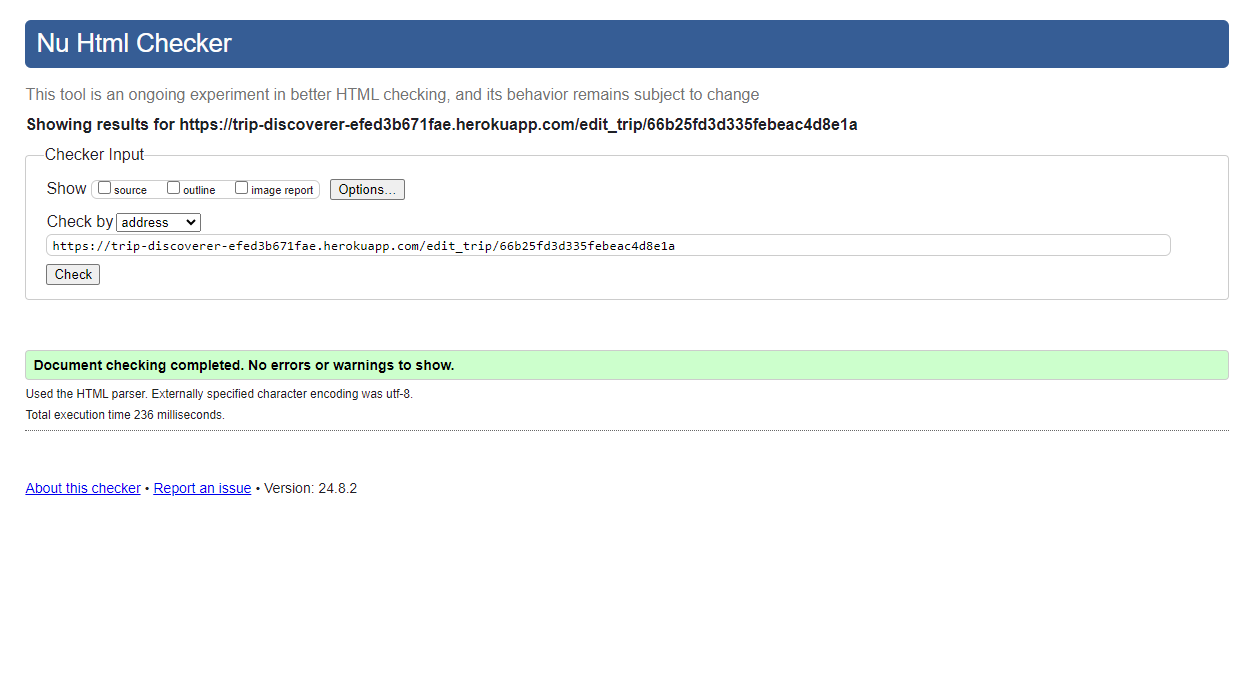 Nu Html Checker
This tool is an ongoing experiment in better HTML checking, and its behavior remains subject to change
Showing results for https://trip-discoverer-efed3b671fae.herokuapp.com/edit_trip/66b25fd3d335febeac4d8e1a
Checker Input
Show source outline image report Options...
Check by address
https://trip-discoverer-efed3b671fae.herokuapp.com/edit_trip/66b25fd3d335febeac4d8e1a
Check
Document checking completed. No errors or warnings to show.
Used the HTML parser. Externally specified character encoding was utf-8.
Total execution time 236 milliseconds.
About this checker • Report an issue • Version: 24.8.2